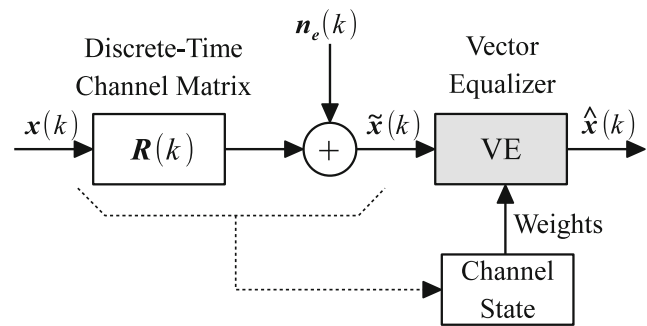 n_e(k)
Discrete-Time
Channel Matrix
Vector
Equalizer
x(k)
R(k)
+
x̃(k)
VE
x̂(k)
Weights
Channel
State